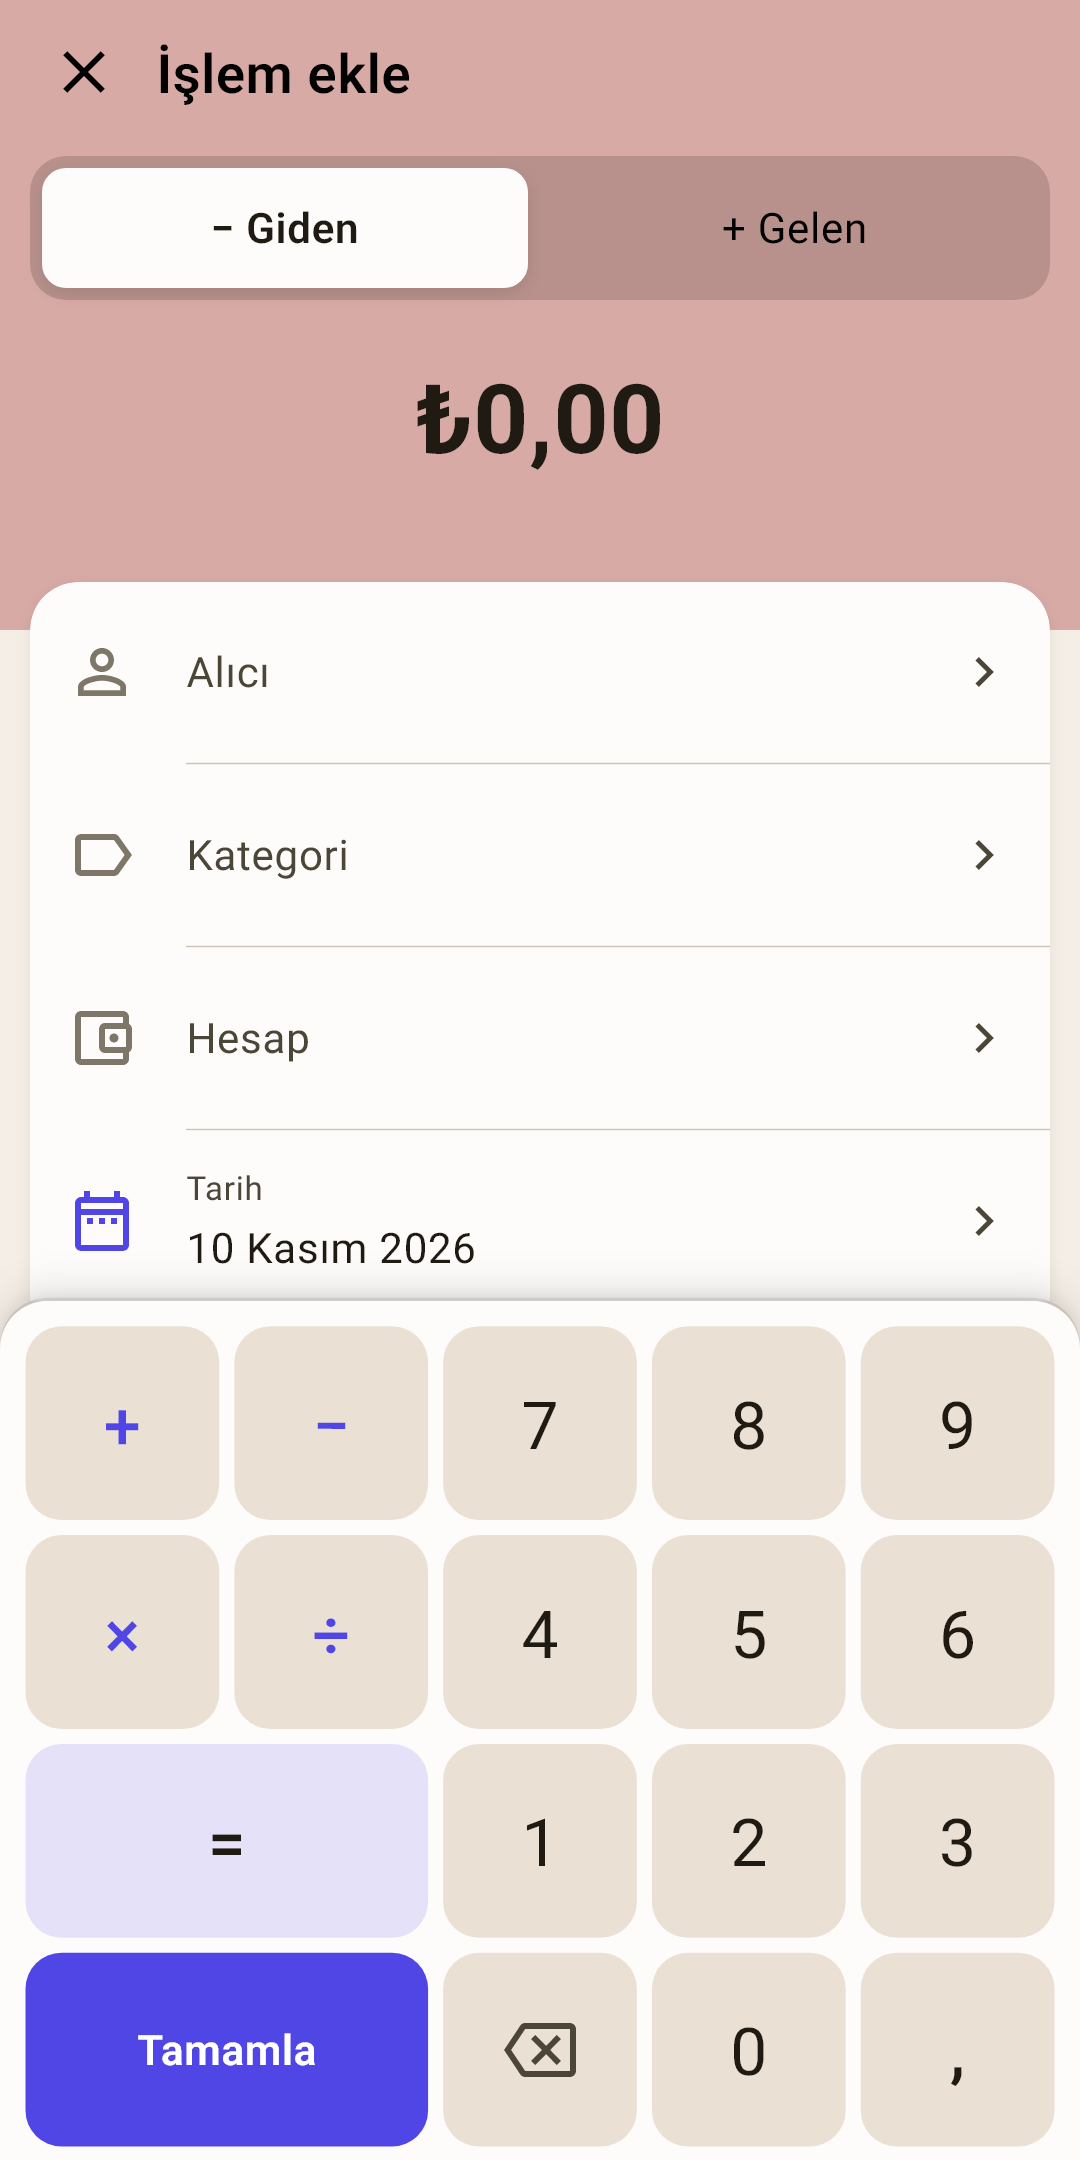 İşlem ekle
− Giden
+ Gelen
₺0,00
Alıcı
Kategori
Hesap
Tarih
10 Kasım 2026
+ − 7 8 9
× ÷ 4 5 6
= 1 2 3
Tamamla 0 ,